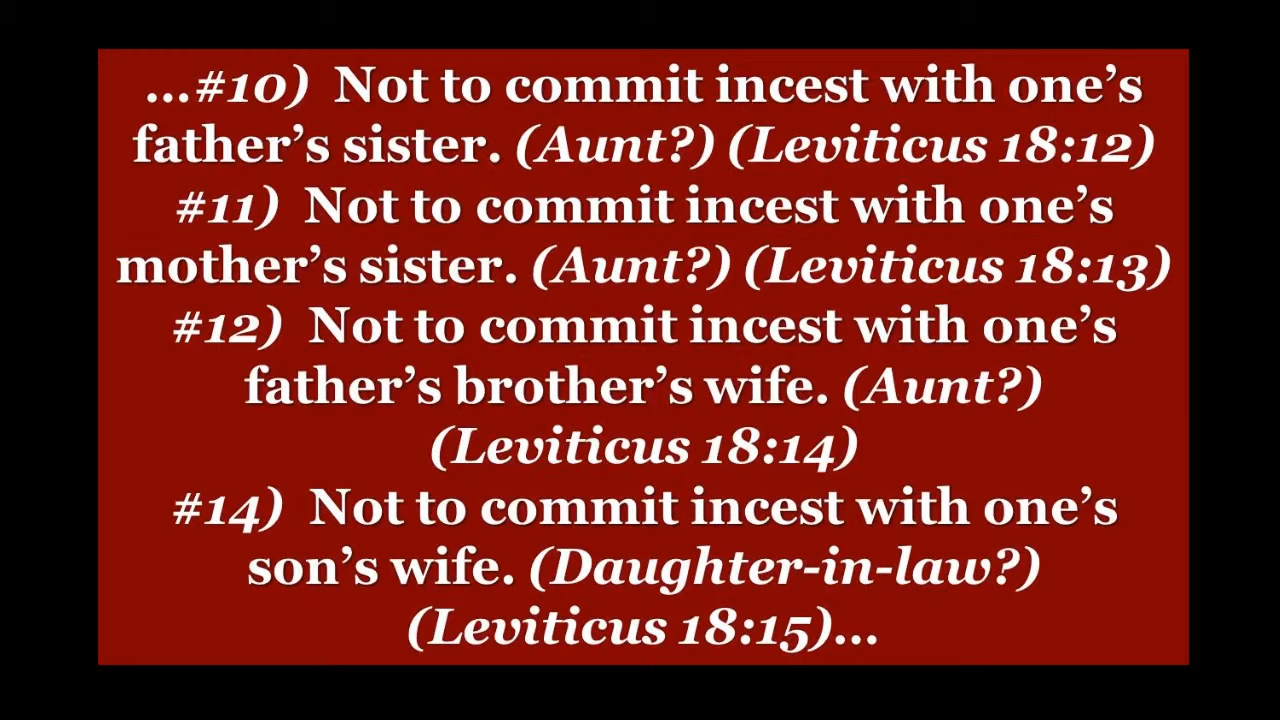 ...#10)  Not to commit incest with one’s
father’s sister. (Aunt?) (Leviticus 18:12)
#11)  Not to commit incest with one’s
mother’s sister. (Aunt?) (Leviticus 18:13)
#12)  Not to commit incest with one’s
father’s brother’s wife. (Aunt?)
(Leviticus 18:14)
#14)  Not to commit incest with one’s
son’s wife. (Daughter-in-law?)
(Leviticus 18:15)...